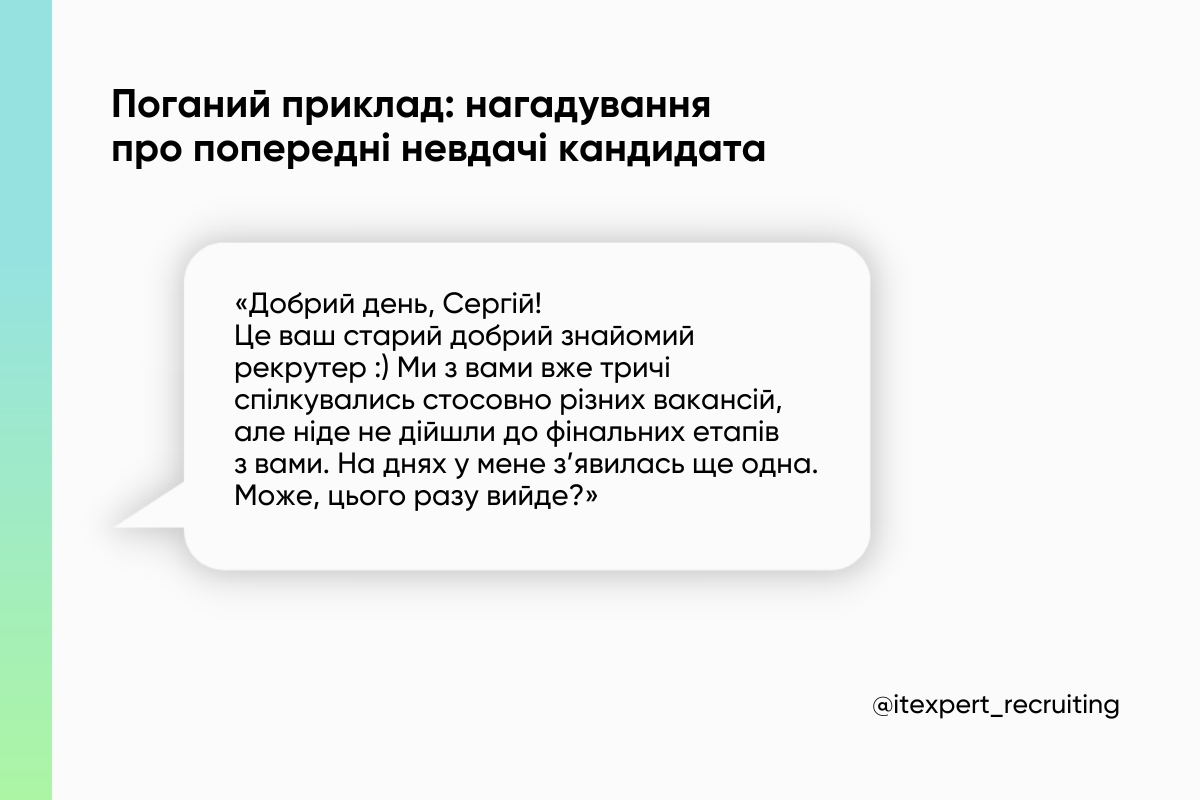 Поганий приклад: нагадування
про попередні невдачі кандидата
«Добрий день, Сергій!
Це ваш старий добрий знайомий
рекрутер :) Ми з вами вже тричі
спілкувались стосовно різних вакансій,
але ніде не дійшли до фінальних етапів
з вами. На днях у мене з’явилась ще одна.
Може, цього разу вийде?»
@itexpert_recruiting